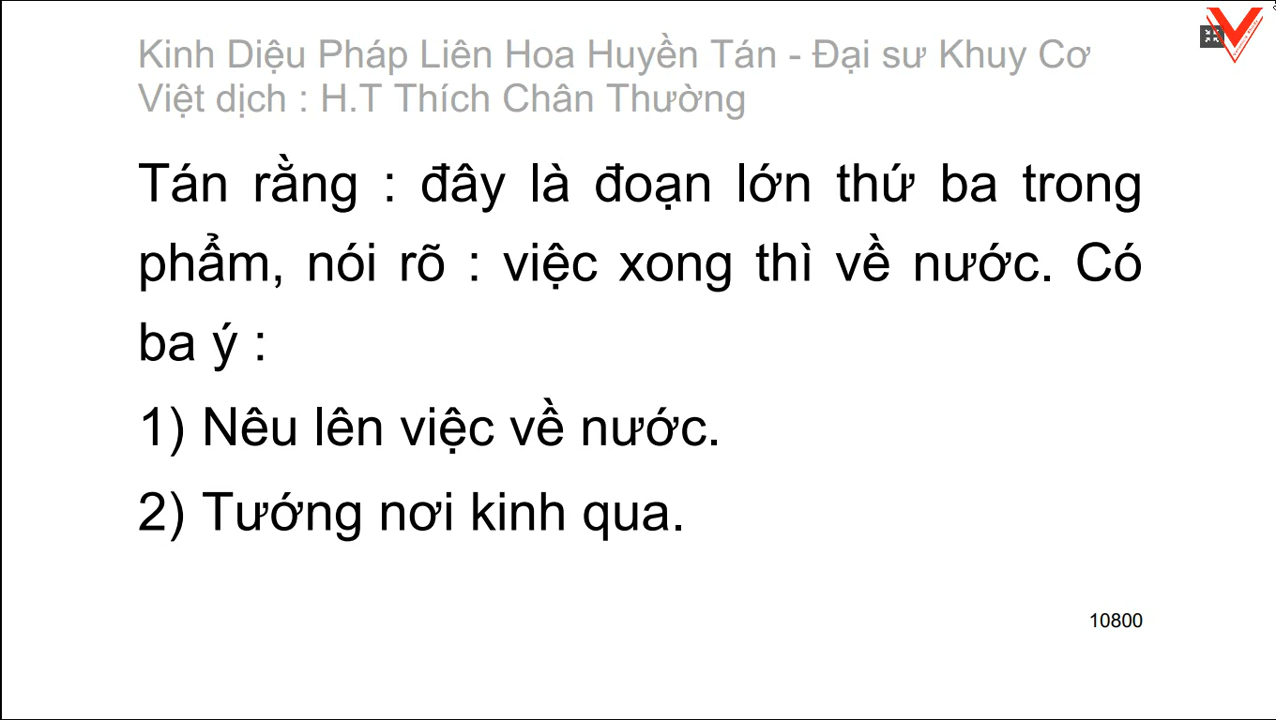 Kinh Diệu Pháp Liên Hoa Huyền Tán - Đại sư Khuy Cơ
Việt dịch : H.T Thích Chân Thường
Tán rằng : đây là đoạn lớn thứ ba trong
phẩm, nói rõ : việc xong thì về nước. Có
ba ý :
1) Nêu lên việc về nước.
2) Tướng nơi kinh qua.
10800